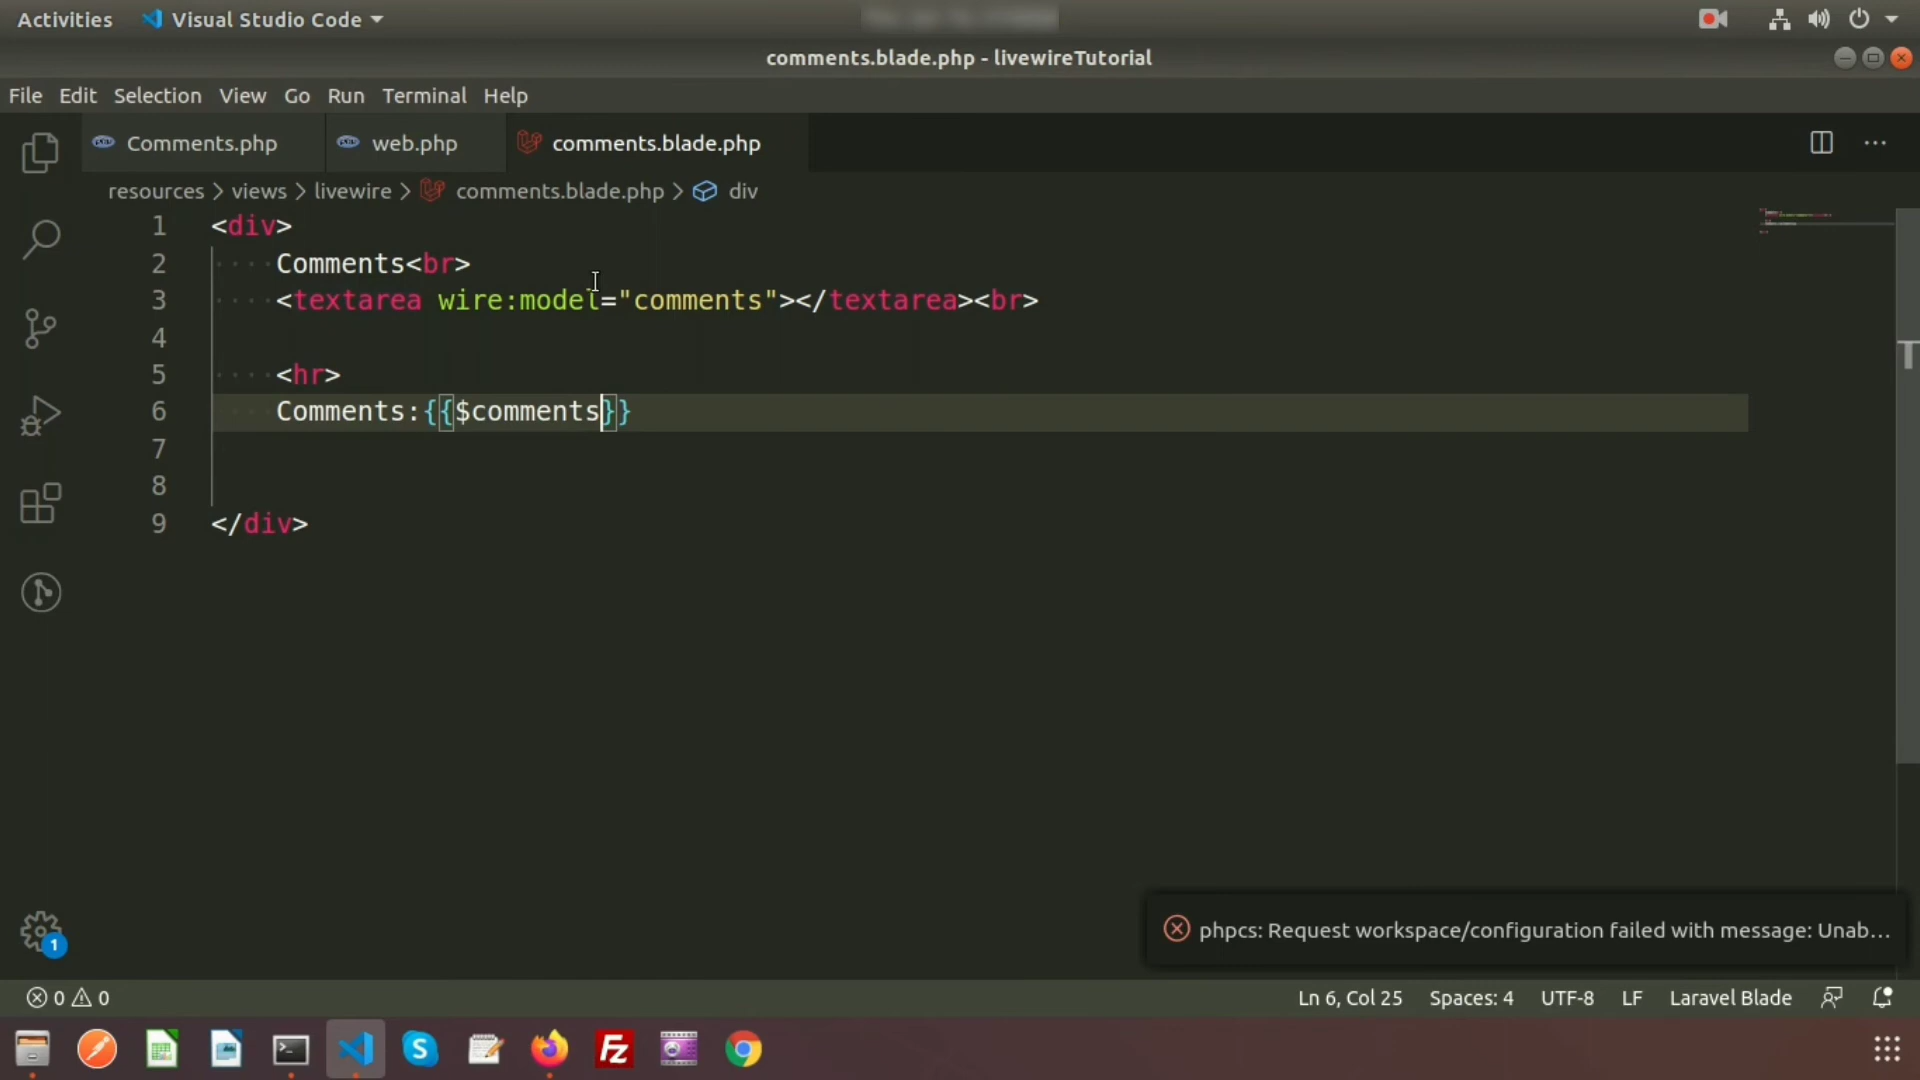 Activities Visual Studio Code
comments.blade.php - livewireTutorial
File Edit Selection View Go Run Terminal Help
Comments.php web.php comments.blade.php
resources > views > livewire > comments.blade.php > div
1 <div>
2 Comments<br>
3 <textarea wire:model="comments"></textarea><br>
4
5 <hr>
6 Comments:{{$comments}}
7
8
9 </div>
1
phpcs: Request workspace/configuration failed with message: Unab...
0 0 Ln 6, Col 25 Spaces: 4 UTF-8 LF Laravel Blade
S Fz